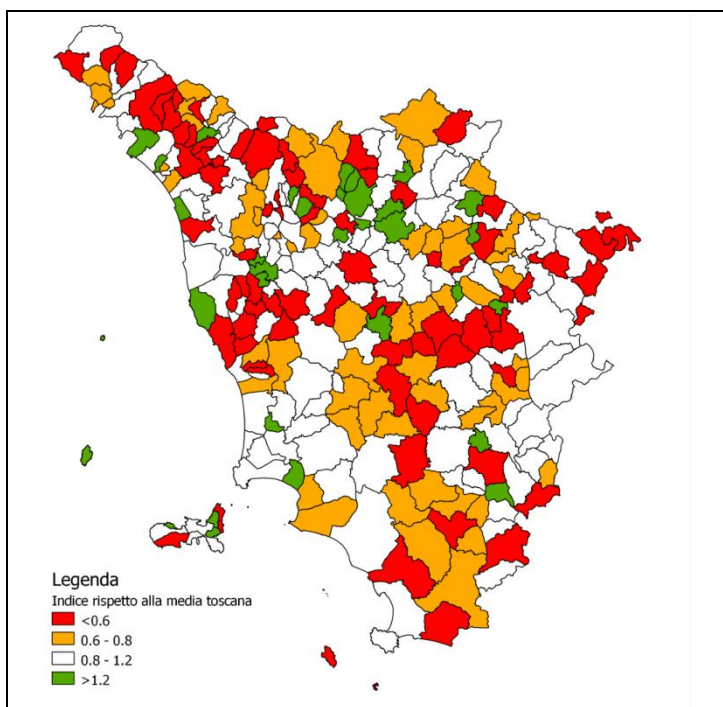 Legenda
Indice rispetto alla media toscana
<0.6
0.6 - 0.8
0.8 - 1.2
>1.2